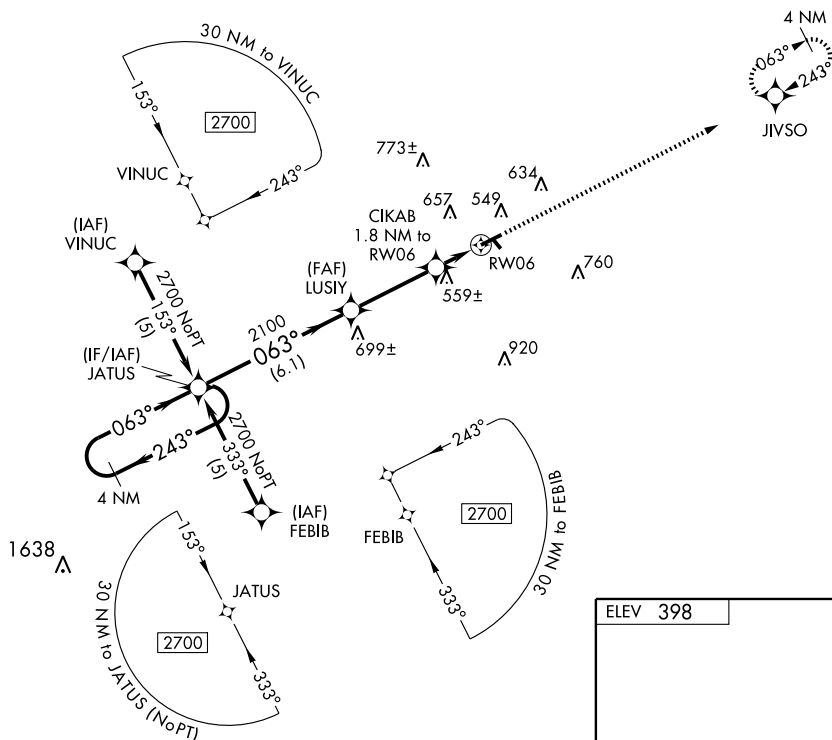 4 NM
063°
243°
JIVSO
30 NM to VINUC
153°
2700
243°
VINUC
773±
634
657
549
CIKAB
1.8 NM to
RW06
RW06
(IAF)
VINUC
(FAF)
LUSIY
559±
760
2700 NoPT
153°
(5)
2100
063°
(6.1)
699±
920
(IF/IAF)
JATUS
063°
243°
4 NM
2700 NoPT
333°
(5)
(IAF)
FEBIB
243°
2700
FEBIB
333°
30 NM to FEBIB
1638
153°
JATUS
2700
333°
30 NM to JATUS (NoPT)
ELEV 398